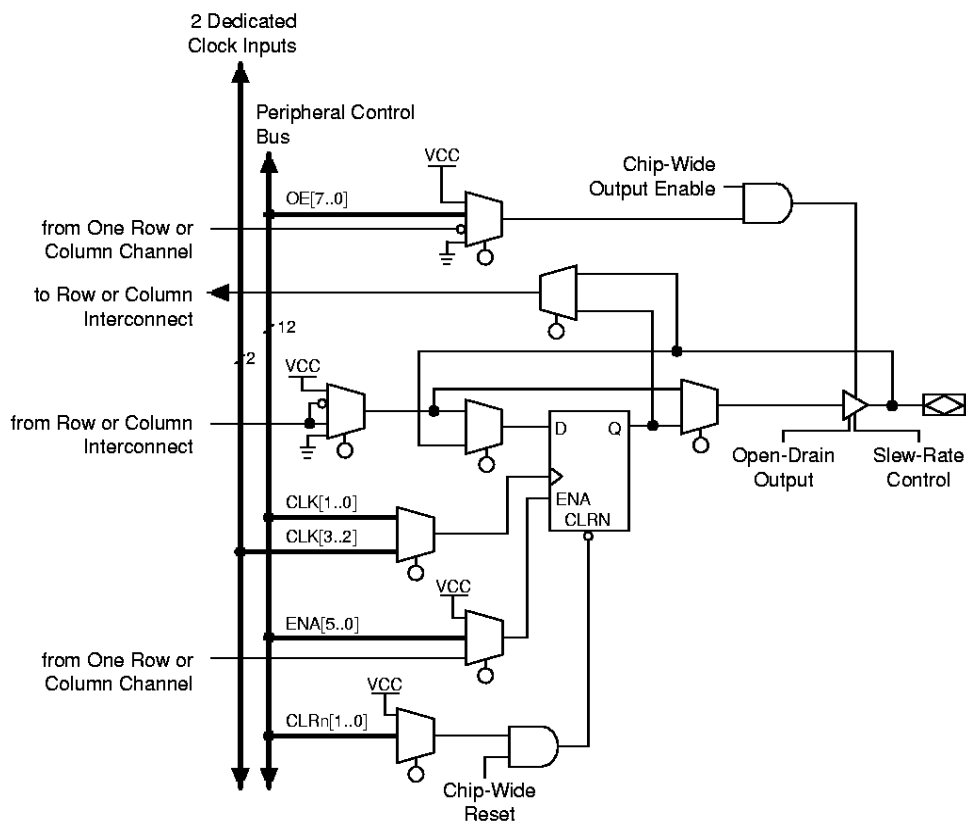 2 Dedicated
Clock Inputs
Peripheral Control
Bus
VCC
Chip-Wide
Output Enable
OE[7..0]
from One Row or
Column Channel
to Row or Column
Interconnect
12
2
VCC
from Row or Column
Interconnect
D
Q
Open-Drain
Output
Slew-Rate
Control
ENA
CLRN
CLK[1..0]
CLK[3..2]
VCC
ENA[5..0]
from One Row or
Column Channel
VCC
CLRn[1..0]
Chip-Wide
Reset